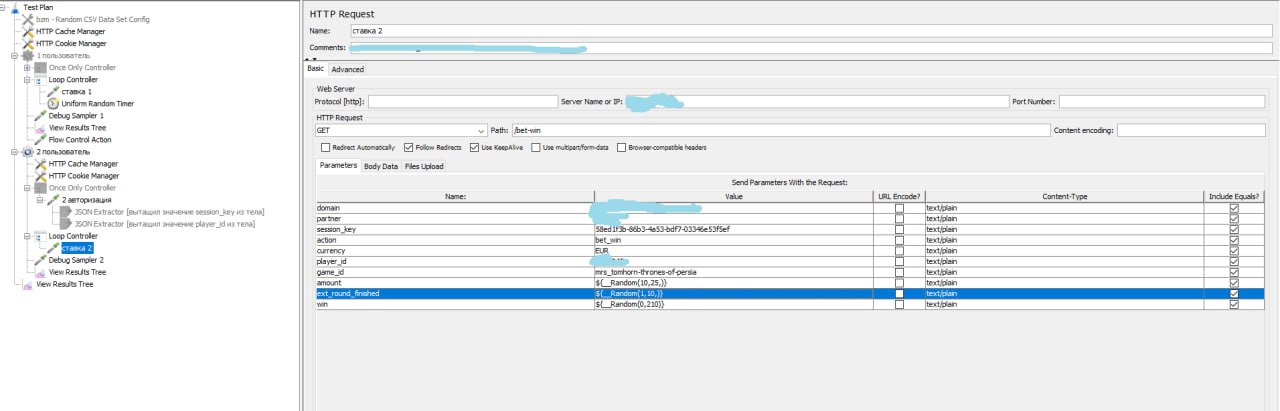 Test Plan
bzm - Random CSV Data Set Config
HTTP Cache Manager
HTTP Cookie Manager
1 пользователь
Once Only Controller
Loop Controller
ставка 1
Uniform Random Timer
Debug Sampler 1
View Results Tree
Flow Control Action
2 пользователь
HTTP Cache Manager
HTTP Cookie Manager
Once Only Controller
2 авторизация
JSON Extractor [вытащил значение session_key из тела]
JSON Extractor [вытащил значение player_id из тела]
Loop Controller
ставка 2
Debug Sampler 2
View Results Tree
View Results Tree
HTTP Request
Name: ставка 2
Comments:
Basic Advanced
Web Server
Protocol [http]: Server Name or IP: Port Number:
HTTP Request
GET Path: /bet-win Content encoding:
Redirect Automatically Follow Redirects Use KeepAlive Use multipart/form-data Browser-compatible headers
Parameters Body Data Files Upload
Send Parameters With the Request:
Name: Value URL Encode? Content-Type Include Equals?
domain text/plain
partner text/plain
session_key 58ed1f3b-86b3-4a53-bdf7-03346e53f5ef text/plain
action bet_win text/plain
currency EUR text/plain
player_id text/plain
game_id mrs_tomhorn-thrones-of-persia text/plain
amount ${__Random(10,25,)} text/plain
ext_round_finished ${__Random(1,10,)} text/plain
win ${__Random(0,210)} text/plain